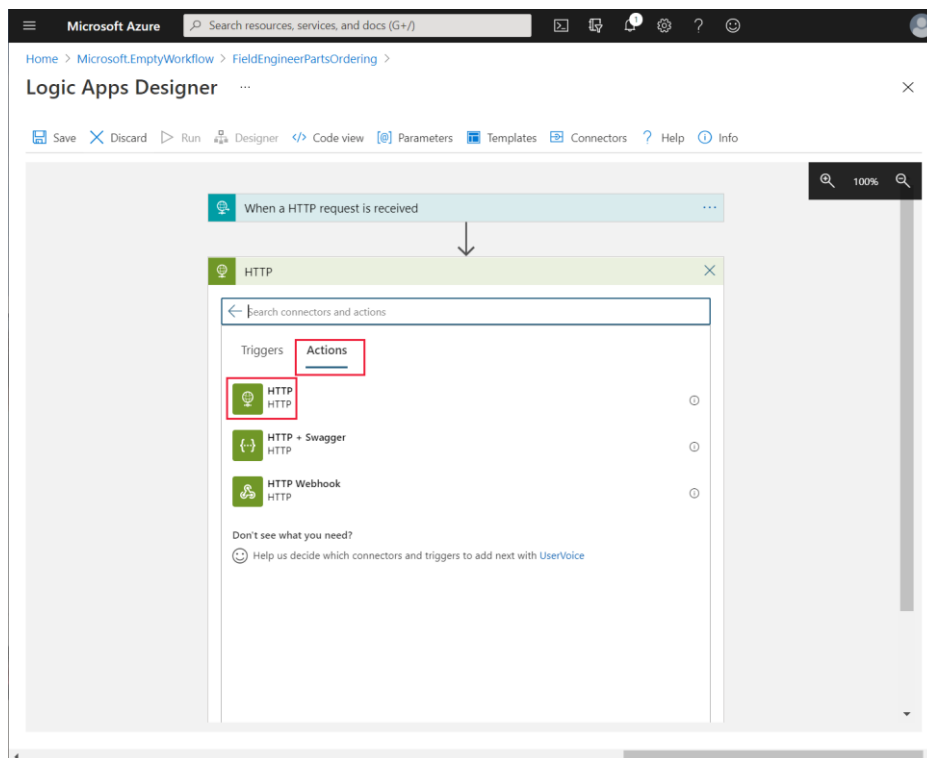 Microsoft Azure
Search resources, services, and docs (G+/)
1
Home > Microsoft.EmptyWorkflow > FieldEngineerPartsOrdering >
Logic Apps Designer ...
Save Discard Run Designer Code view Parameters Templates Connectors Help Info
100%
When a HTTP request is received
HTTP
Search connectors and actions
Triggers Actions
HTTP
HTTP
HTTP + Swagger
HTTP
HTTP Webhook
HTTP
Don't see what you need?
Help us decide which connectors and triggers to add next with UserVoice